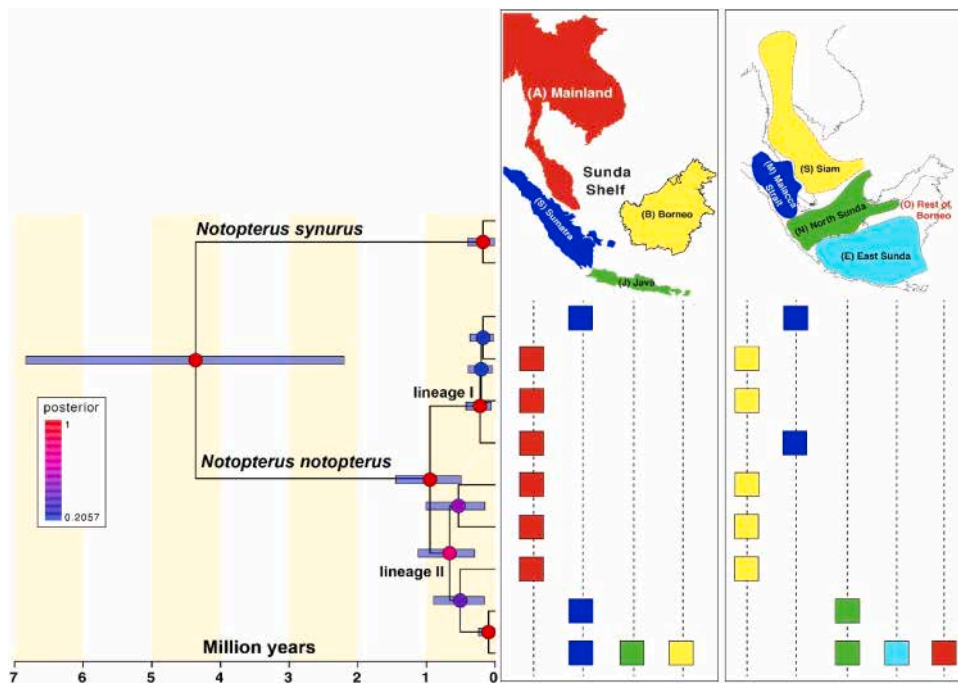 (A) Mainland
Sunda
Shelf
(S) Sumatra
(B) Borneo
(J) Java
(S) Siam
(M) Malacca
Strait
(N) North Sunda
(O) Rest of
Borneo
(E) East Sunda
Notopterus synurus
lineage I
posterior
1
0.2057
Notopterus notopterus
lineage II
Million years
7 6 5 4 3 2 1 0